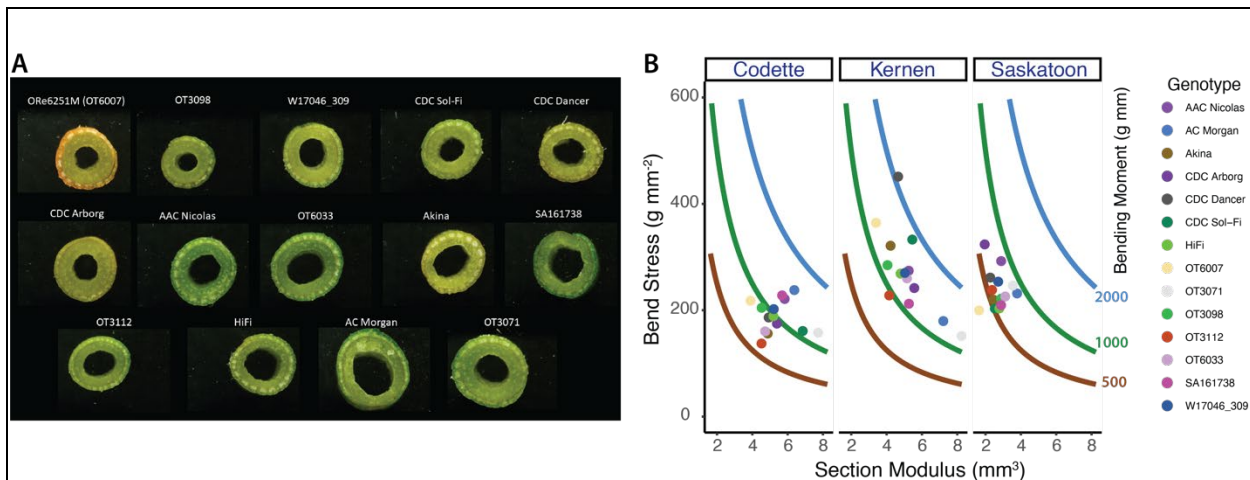 A
ORe6251M (OT6007)
OT3098
W17046_309
CDC Sol-Fi
CDC Dancer
CDC Arborg
AAC Nicolas
OT6033
Akina
SA161738
OT3112
HiFi
AC Morgan
OT3071
B
Codette
Kernen
Saskatoon
600
400
200
0
Bend Stress (g mm⁻²)
2 4 6 8
2 4 6 8
2 4 6 8
Section Modulus (mm³)
Bending Moment (g mm)
2000
1000
500
Genotype
AAC Nicolas
AC Morgan
Akina
CDC Arborg
CDC Dancer
CDC Sol-Fi
HiFi
OT6007
OT3071
OT3098
OT3112
OT6033
SA161738
W17046_309